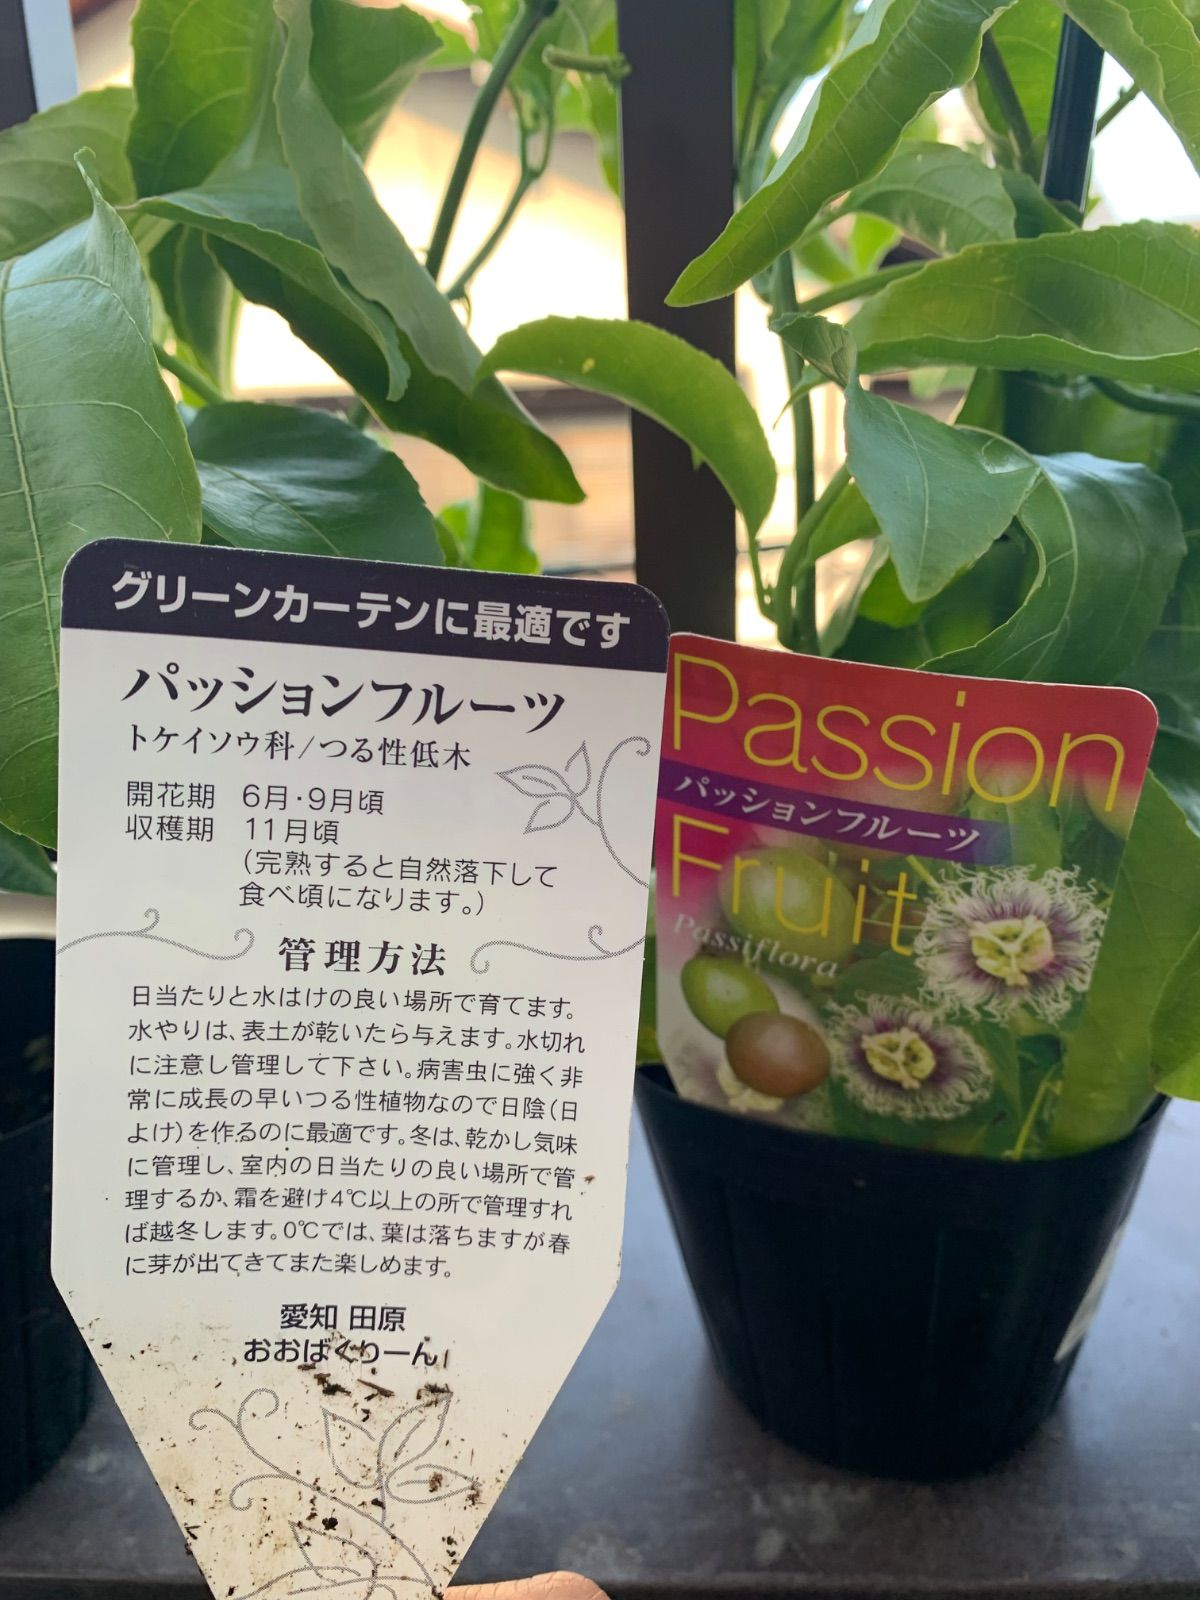 グリーンカーテンに最適です
パッションフルーツ
トケイソウ科/つる性低木
開花期 6月・9月頃
収穫期 11月頃
(完熟すると自然落下して
食べ頃になります。)
管理方法
日当たりと水はけの良い場所で育てます。
水やりは、表土が乾いたら与えます。水切れ
に注意し管理して下さい。病害虫に強く非
常に成長の早いつる性植物なので日陰(日
よけ)を作るのに最適です。冬は、乾かし気味
に管理し、室内の日当たりの良い場所で管
理するか、霜を避け4℃以上の所で管理すれ
ば越冬します。0℃では、葉は落ちますが春
に芽が出てきてまた楽しめます。
愛知 田原
おおばぐりーん
Passion
パッションフルーツ
Fruit
Passiflora